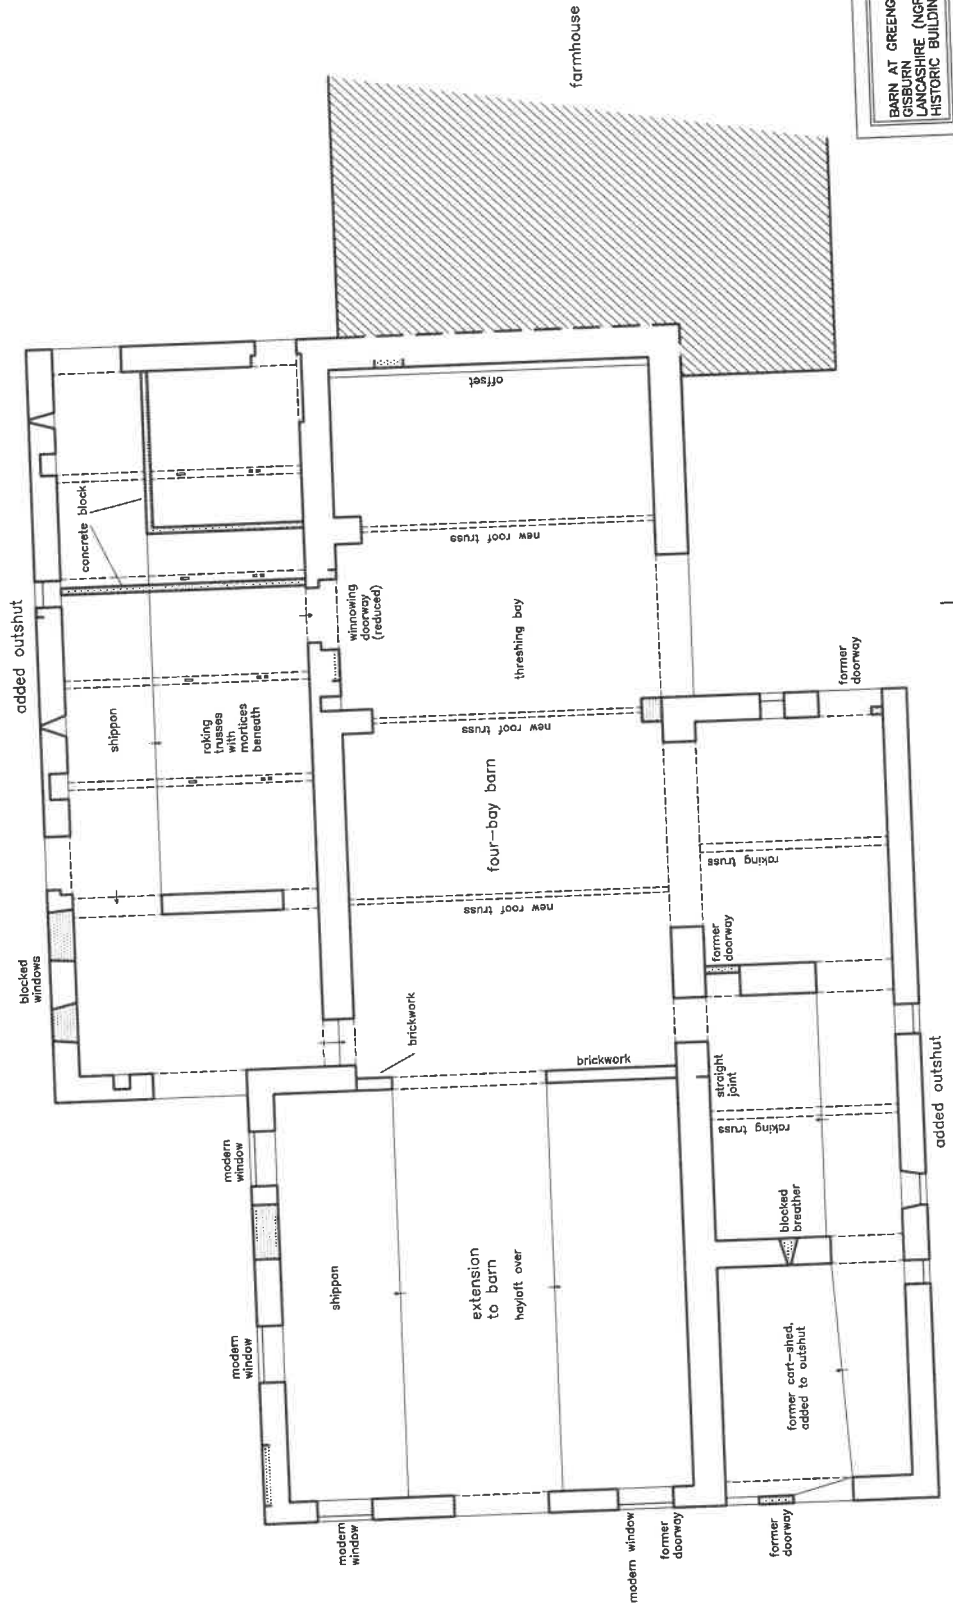 farmhouse
BARN AT GREENG
GISBURN
LANCASHIRE (NGR
HISTORIC BUILDIN
added outshut
concrete block
offset
new roof truss
winnowing
doorway
(reduced)
threshing bay
shippon
raking
trusses
with
mortices
beneath
former
doorway
new roof truss
four-bay barn
raking truss
new roof truss
former
doorway
blocked
windows
brickwork
brickwork
straight
joint
raking truss
added outshut
modern
window
blocked
breather
shippon
extension
to barn
hayloft over
modern
window
former cart-shed,
added to outshut
modern
window
modern window
former
doorway
former
doorway